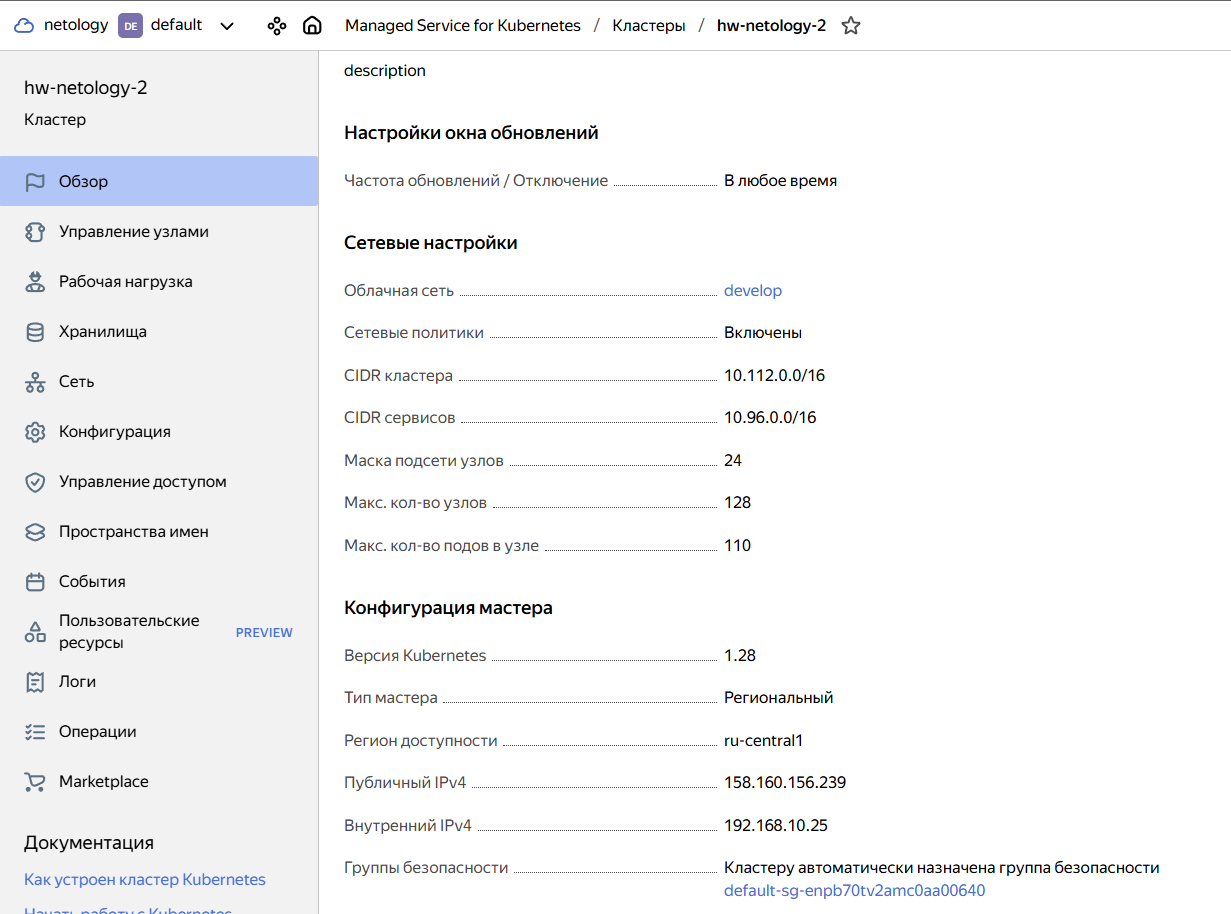 netology DE default Managed Service for Kubernetes / Кластеры / hw-netology-2
hw-netology-2
Кластер
Обзор
Управление узлами
Рабочая нагрузка
Хранилища
Сеть
Конфигурация
Управление доступом
Пространства имен
События
Пользовательские
ресурсы
PREVIEW
Логи
Операции
Marketplace
Документация
Как устроен кластер Kubernetes
Начать работу с Kubernetes
description
Настройки окна обновлений
Частота обновлений / Отключение В любое время
Сетевые настройки
Облачная сеть develop
Сетевые политики Включены
CIDR кластера 10.112.0.0/16
CIDR сервисов 10.96.0.0/16
Маска подсети узлов 24
Макс. кол-во узлов 128
Макс. кол-во подов в узле 110
Конфигурация мастера
Версия Kubernetes 1.28
Тип мастера Региональный
Регион доступности ru-central1
Публичный IPv4 158.160.156.239
Внутренний IPv4 192.168.10.25
Группы безопасности Кластеру автоматически назначена группа безопасности
default-sg-enpb70tv2amc0aa00640